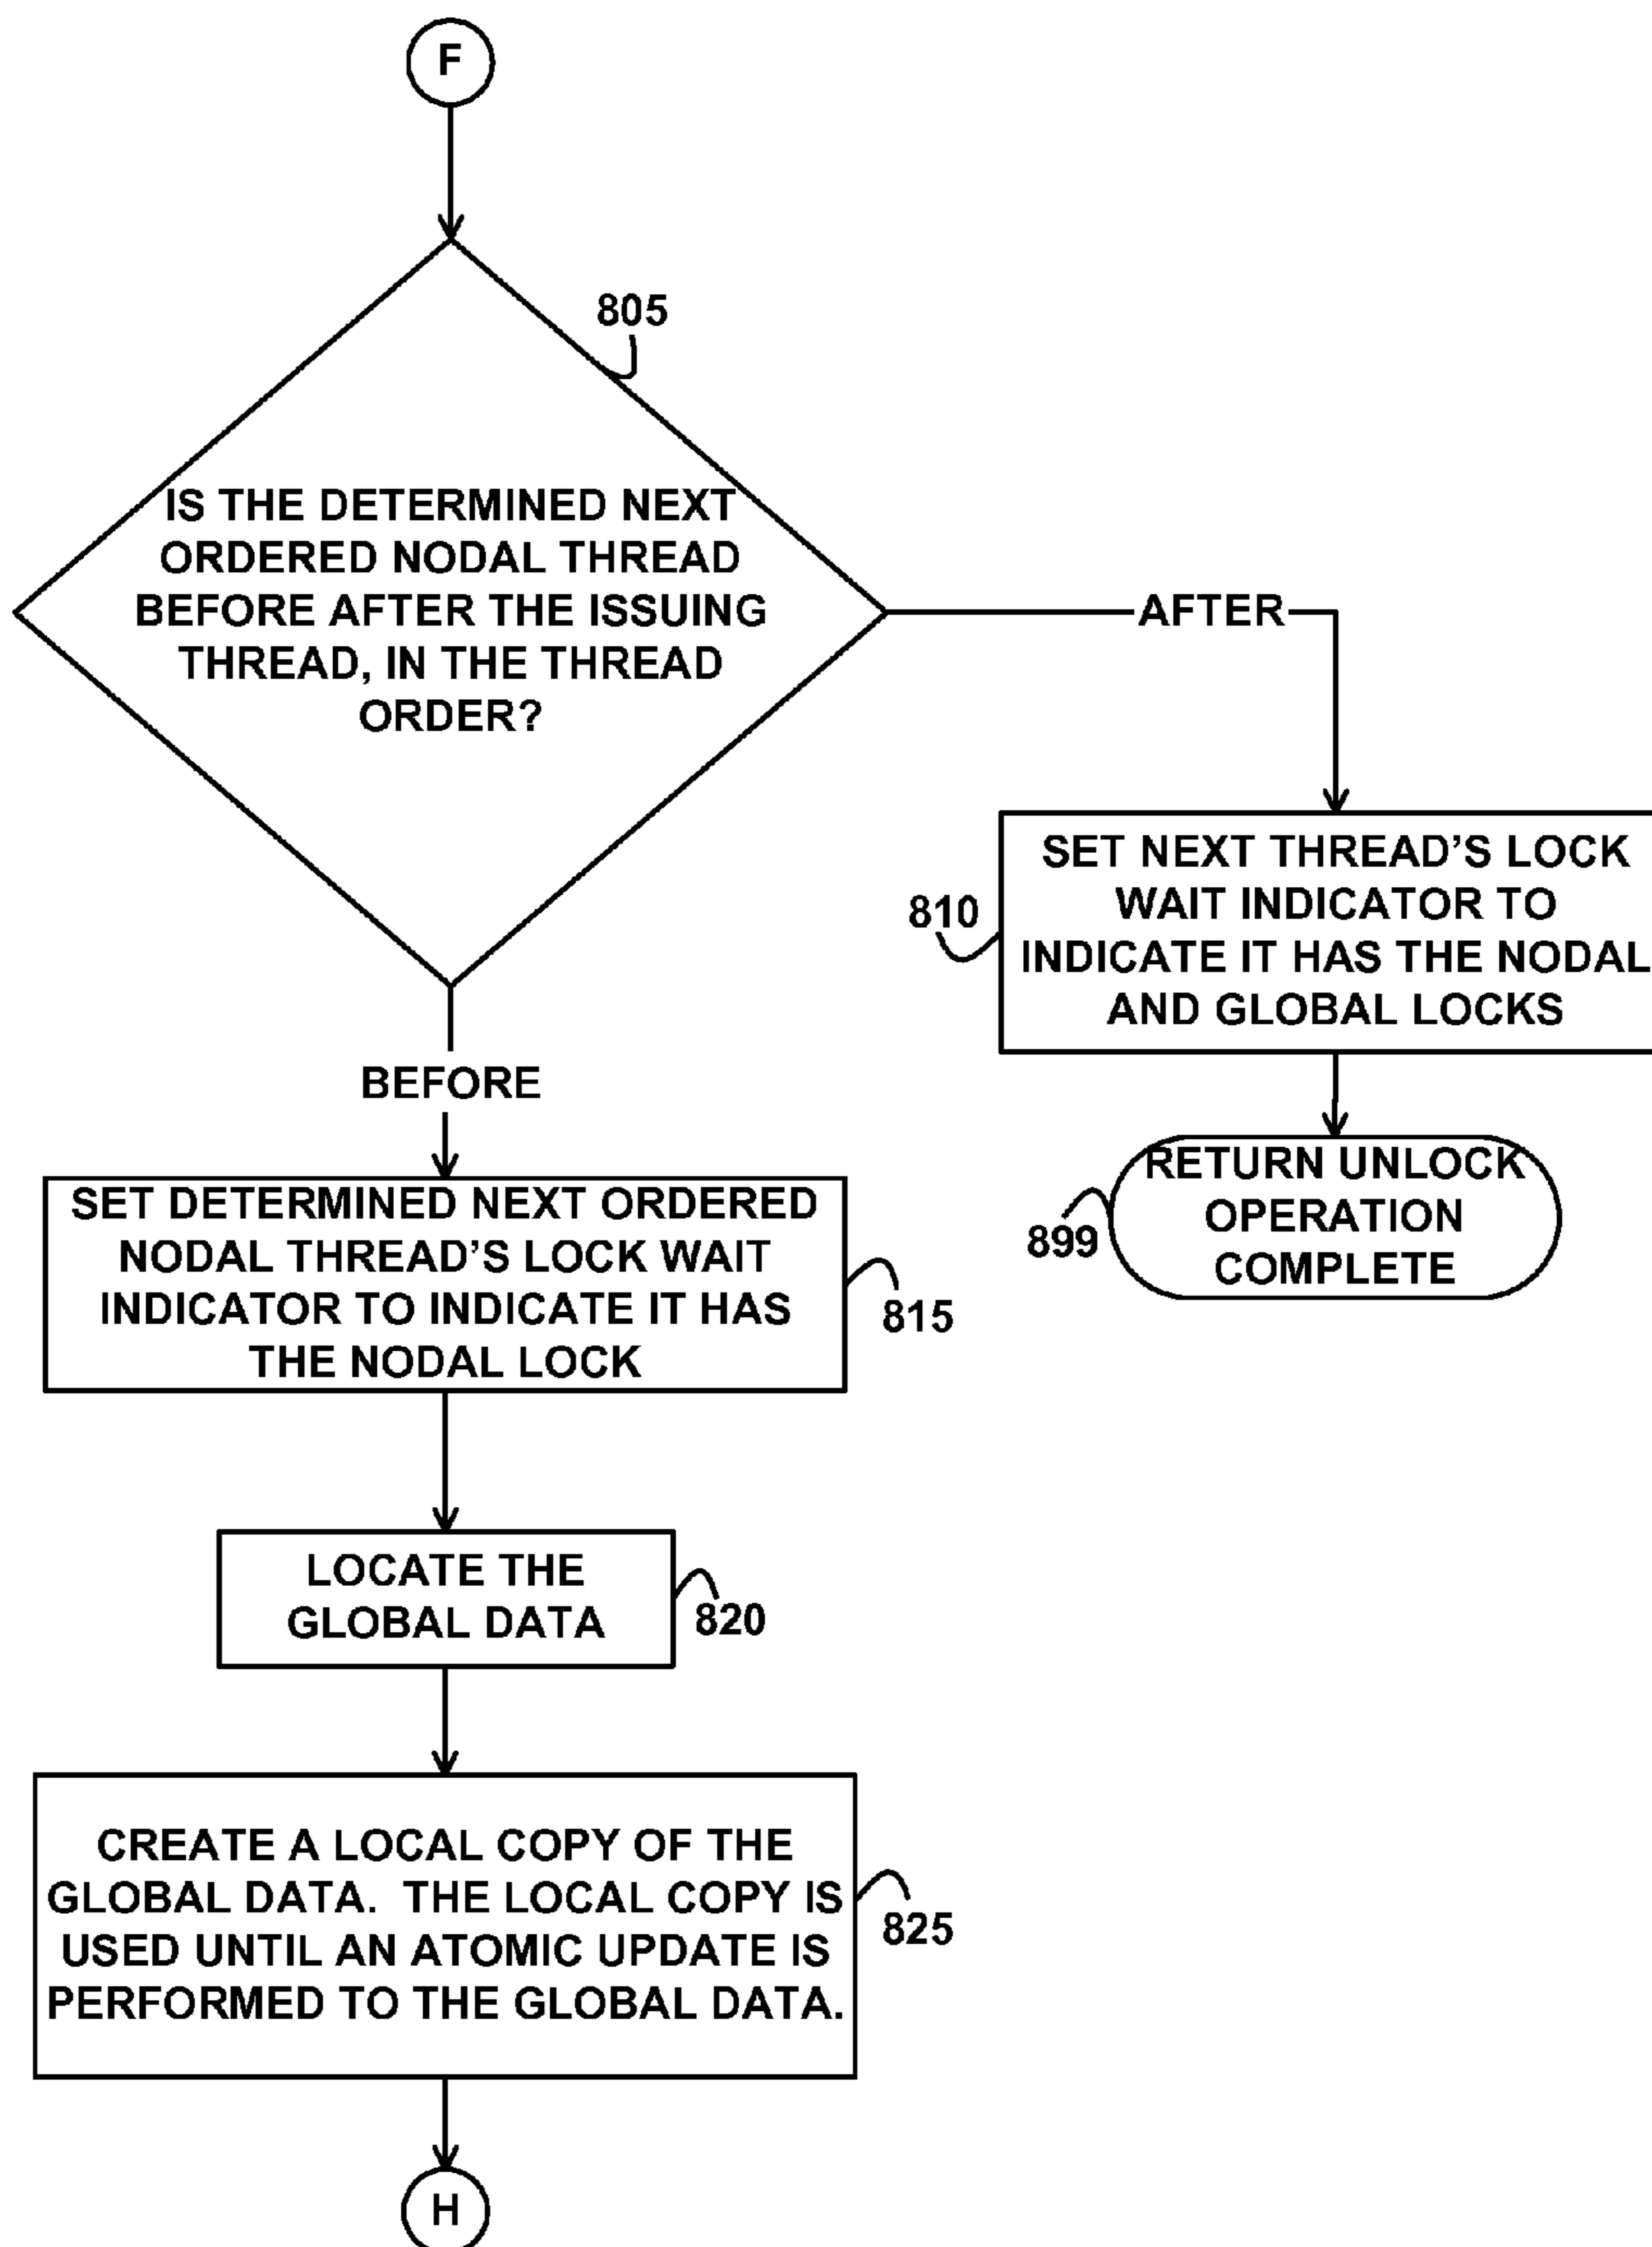 F
805
IS THE DETERMINED NEXT
ORDERED NODAL THREAD
BEFORE AFTER THE ISSUING
THREAD, IN THE THREAD
ORDER?
AFTER
SET NEXT THREAD'S LOCK
WAIT INDICATOR TO
INDICATE IT HAS THE NODAL
AND GLOBAL LOCKS
810
RETURN UNLOCK
OPERATION
COMPLETE
899
BEFORE
SET DETERMINED NEXT ORDERED
NODAL THREAD'S LOCK WAIT
INDICATOR TO INDICATE IT HAS
THE NODAL LOCK
815
LOCATE THE
GLOBAL DATA
820
CREATE A LOCAL COPY OF THE
GLOBAL DATA.  THE LOCAL COPY IS
USED UNTIL AN ATOMIC UPDATE IS
PERFORMED TO THE GLOBAL DATA.
825
H